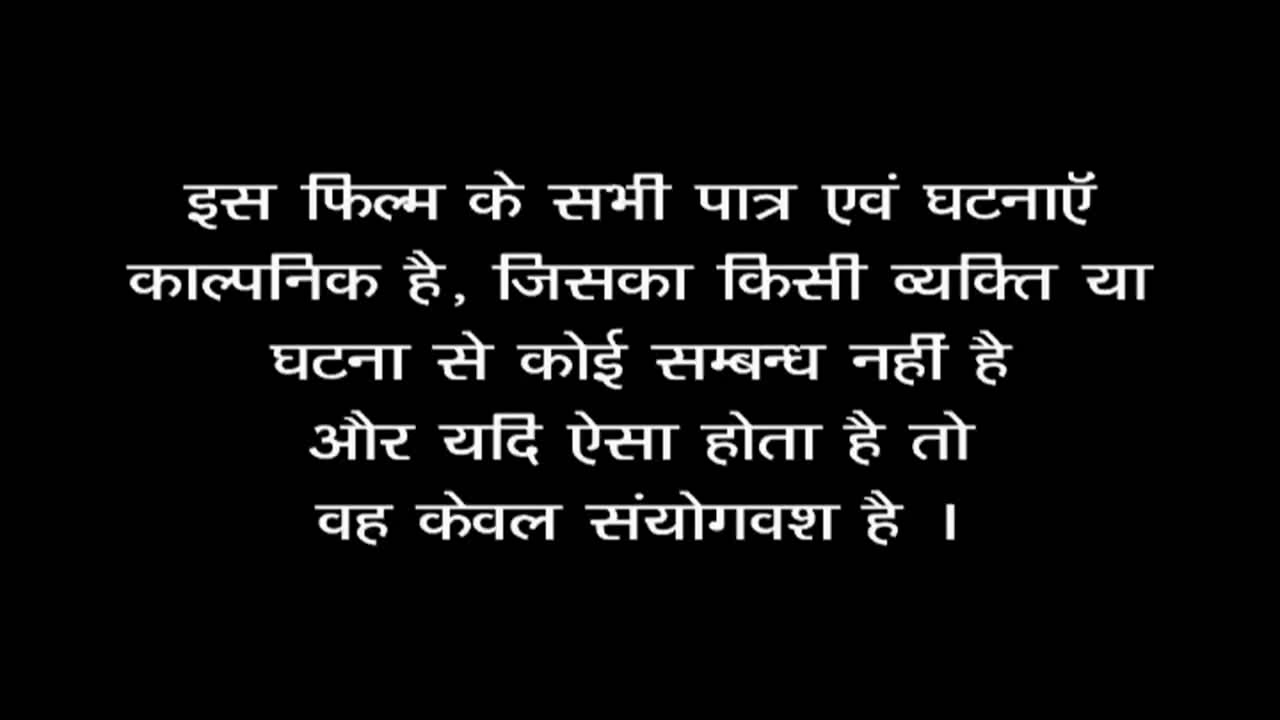 इस फिल्म के सभी पात्र एवं घटनाऍ
काल्पनिक है, जिसका किसी व्यक्ति या
घटना से कोई सम्बन्ध नहीं है
और यदि ऐसा होता है तो
वह केवल संयोगवश है ।